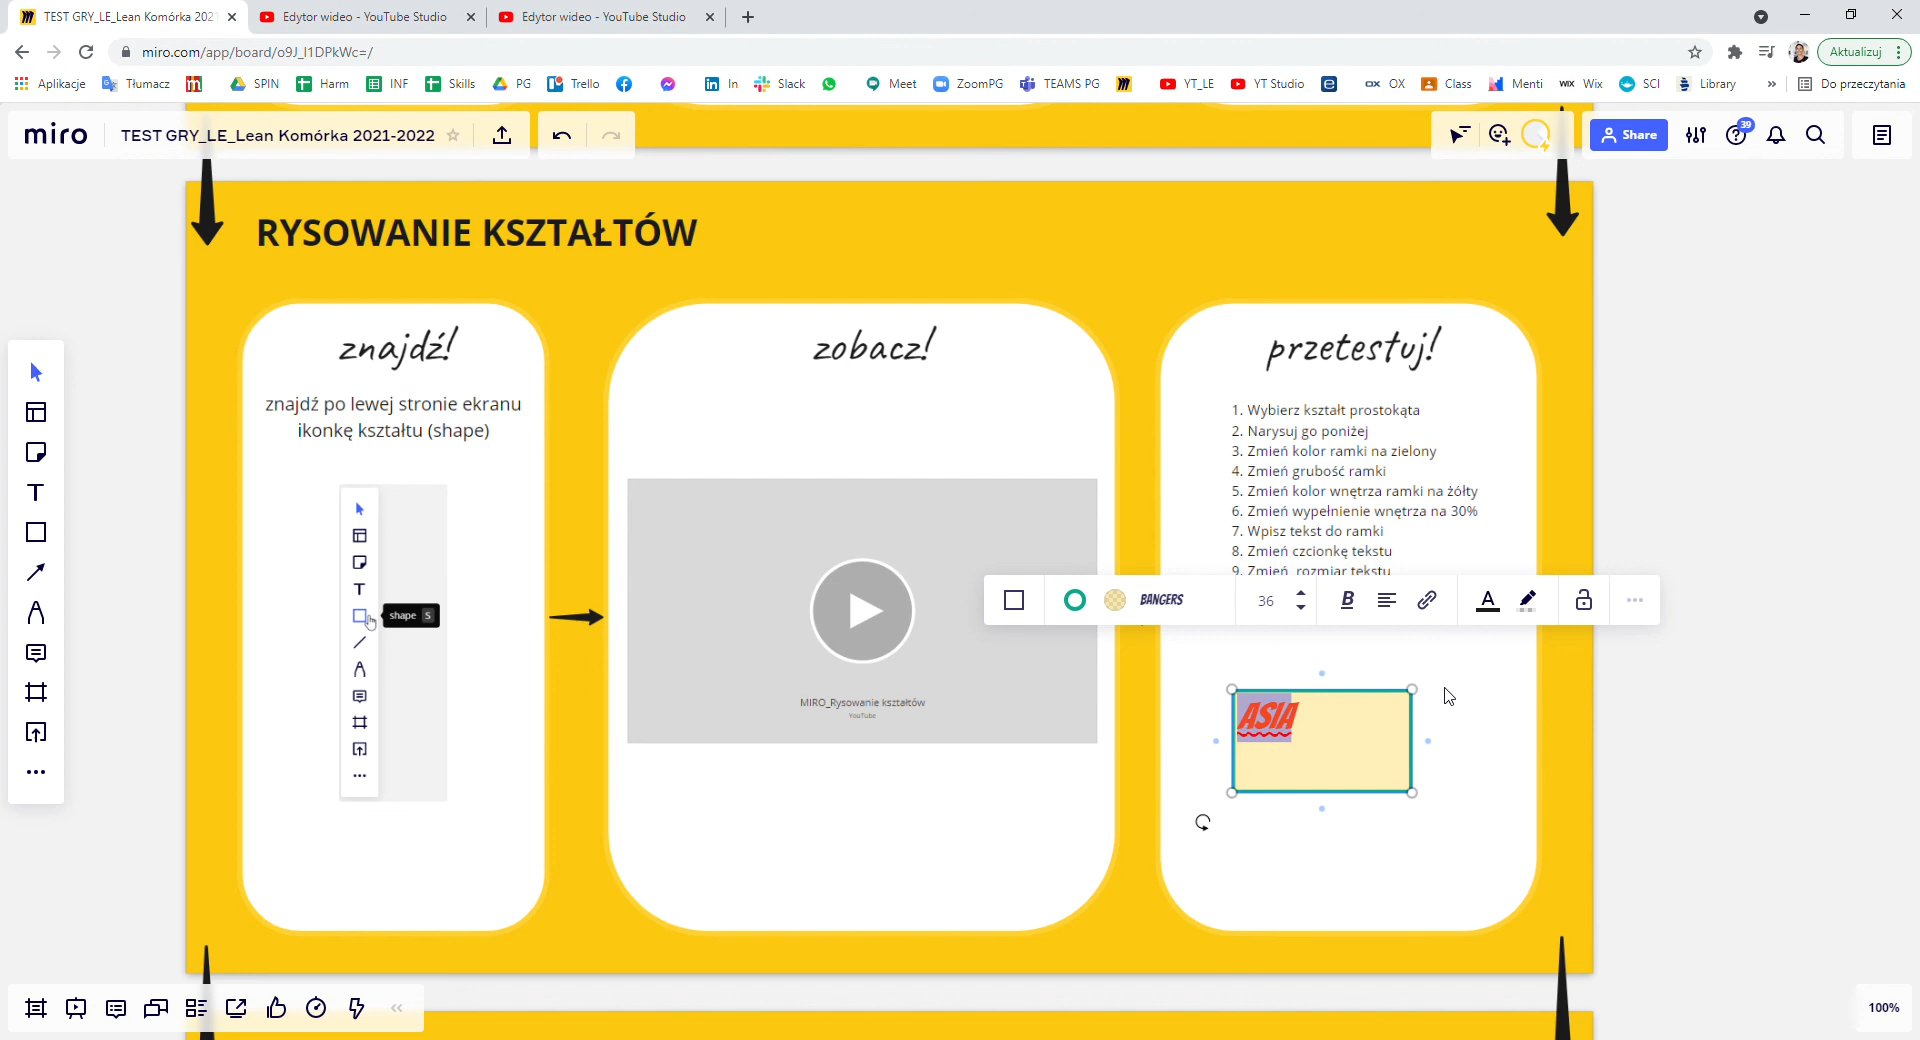 TEST GRY_LE_Lean Komórka 202
Edytor wideo - YouTube Studio
Edytor wideo - YouTube Studio
miro.com/app/board/o9J_l1DPkWc=/
Aktualizuj
Aplikacje
Tłumacz
SPIN
Harm
INF
Skills
PG
Trello
In
Slack
Meet
ZoomPG
TEAMS PG
YT_LE
YT Studio
OX
Class
Menti
Wix
SCI
Library
Do przeczytania
miro
TEST GRY_LE_Lean Komórka 2021-2022
Share
39
RYSOWANIE KSZTAŁTÓW
znajdź!
znajdź po lewej stronie ekranu
ikonkę kształtu (shape)
shape S
zobacz!
MIRO_Rysowanie kształtów
YouTube
przetestuj!
1. Wybierz kształt prostokąta
2. Narysuj go poniżej
3. Zmień kolor ramki na zielony
4. Zmień grubość ramki
5. Zmień kolor wnętrza ramki na żółty
6. Zmień wypełnienie wnętrza na 30%
7. Wpisz tekst do ramki
8. Zmień czcionkę tekstu
9. Zmień rozmiar tekstu
BANGERS
36
B
A
ASIA
100%